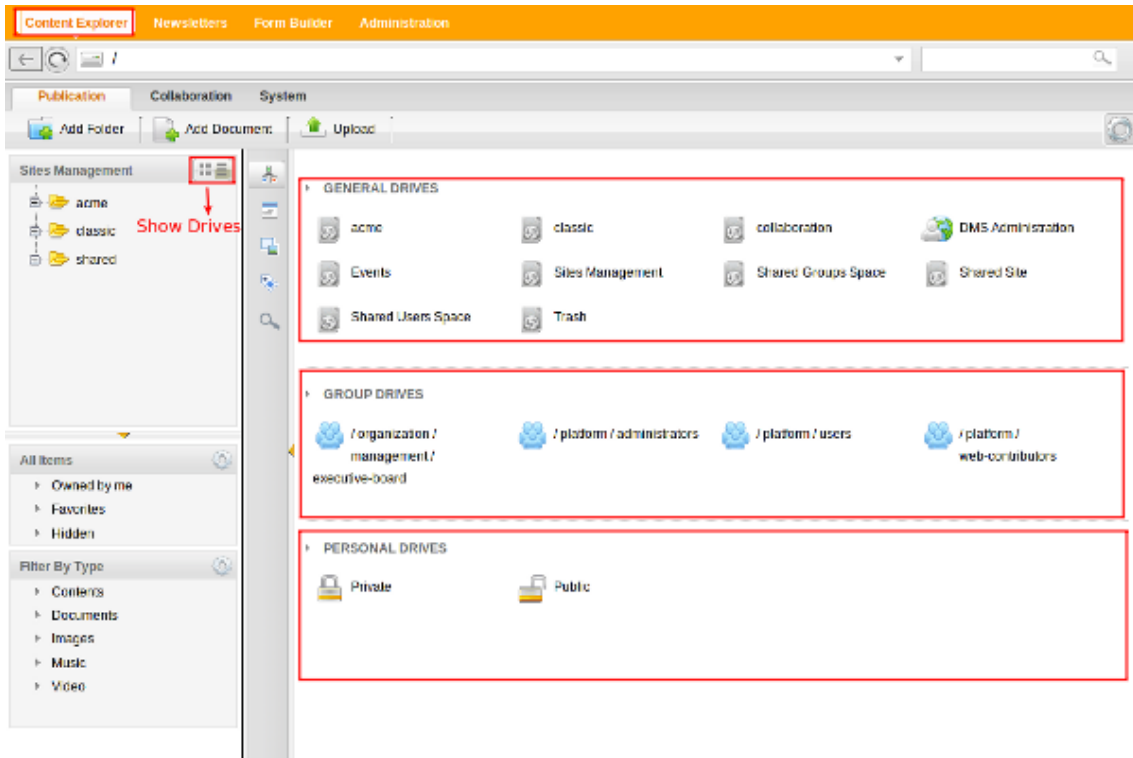 Content Explorer Newsletters Form Builder Administration
/
Publication Collaboration System
Add Folder Add Document Upload
Sites Management
acme
classic
shared
Show Drives
All Items
Owned by me
Favorites
Hidden
Filter By Type
Contents
Documents
Images
Music
Video
GENERAL DRIVES
acme classic collaboration DMS Administration
Events Sites Management Shared Groups Space Shared Site
Shared Users Space Trash
GROUP DRIVES
/ organization / / platform / administrators / platform / users / platform /
management / web-contributors
executive-board
PERSONAL DRIVES
Private Public